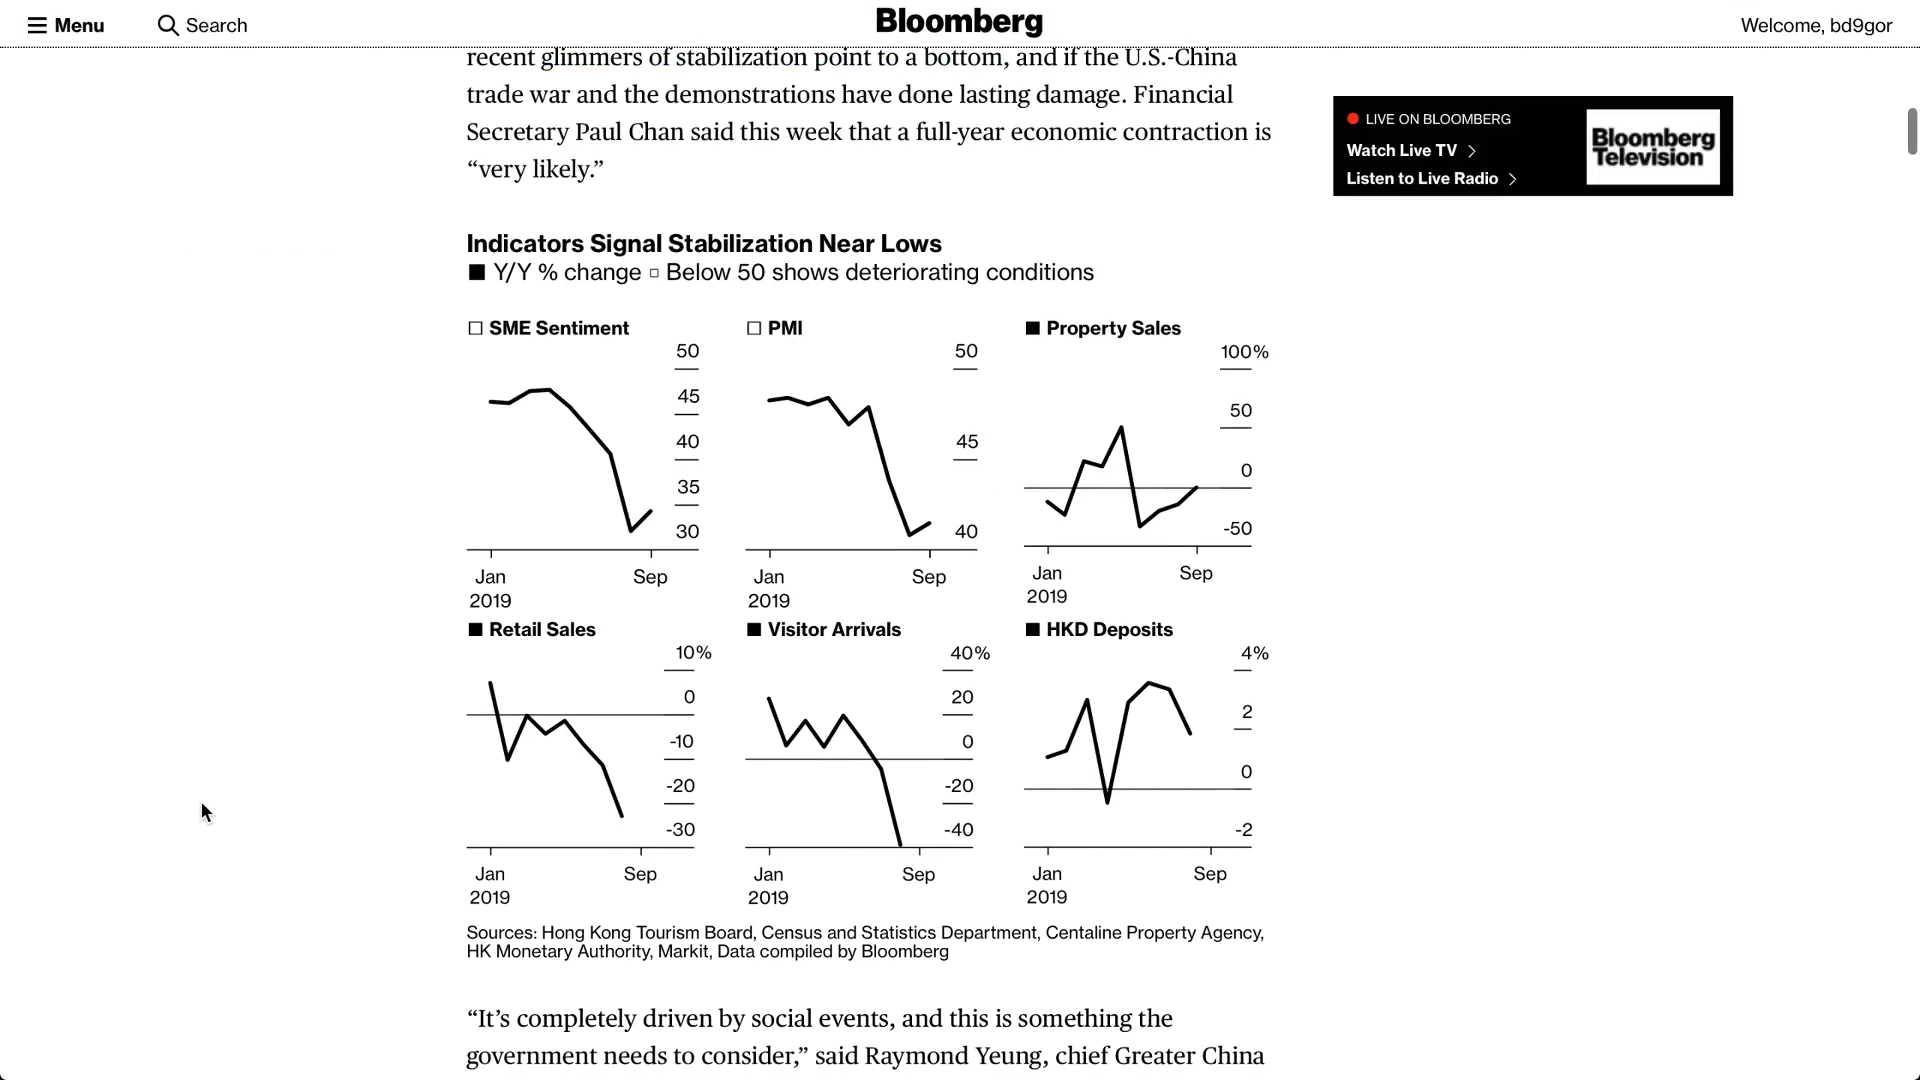 Menu
Search
Bloomberg
Welcome, bd9gor
recent glimmers of stabilization point to a bottom, and if the U.S.-China
trade war and the demonstrations have done lasting damage. Financial
Secretary Paul Chan said this week that a full-year economic contraction is
“very likely.”
LIVE ON BLOOMBERG
Watch Live TV
Listen to Live Radio
Bloomberg
Television
Indicators Signal Stabilization Near Lows
Y/Y % change Below 50 shows deteriorating conditions
SME Sentiment
50
45
40
35
30
Jan
2019
Sep
PMI
50
45
40
Jan
2019
Sep
Property Sales
100%
50
0
-50
Jan
2019
Sep
Retail Sales
10%
0
-10
-20
-30
Jan
2019
Sep
Visitor Arrivals
40%
20
0
-20
-40
Jan
2019
Sep
HKD Deposits
4%
2
0
-2
Jan
2019
Sep
Sources: Hong Kong Tourism Board, Census and Statistics Department, Centaline Property Agency,
HK Monetary Authority, Markit, Data compiled by Bloomberg
“It’s completely driven by social events, and this is something the
government needs to consider,” said Raymond Yeung, chief Greater China